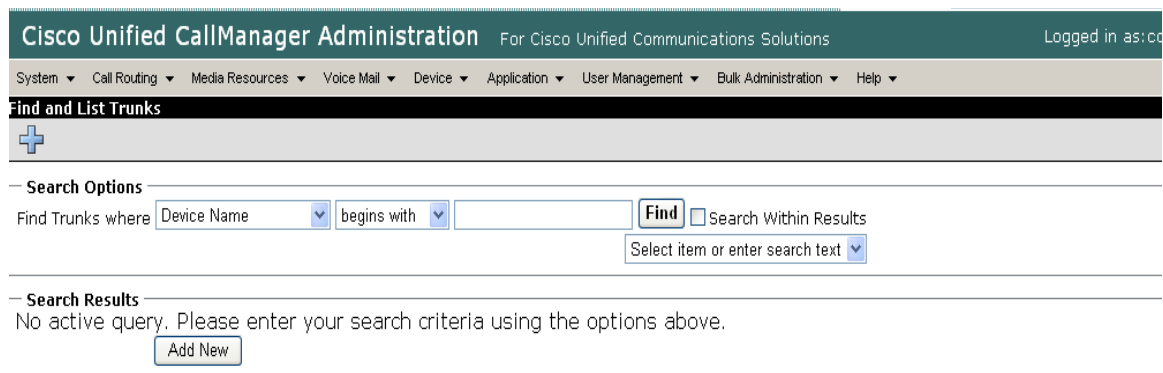 Cisco Unified CallManager Administration For Cisco Unified Communications Solutions Logged in as:cc
System Call Routing Media Resources Voice Mail Device Application User Management Bulk Administration Help
Find and List Trunks
Search Options
Find Trunks where Device Name begins with Find Search Within Results
Select item or enter search text
Search Results
No active query. Please enter your search criteria using the options above.
Add New